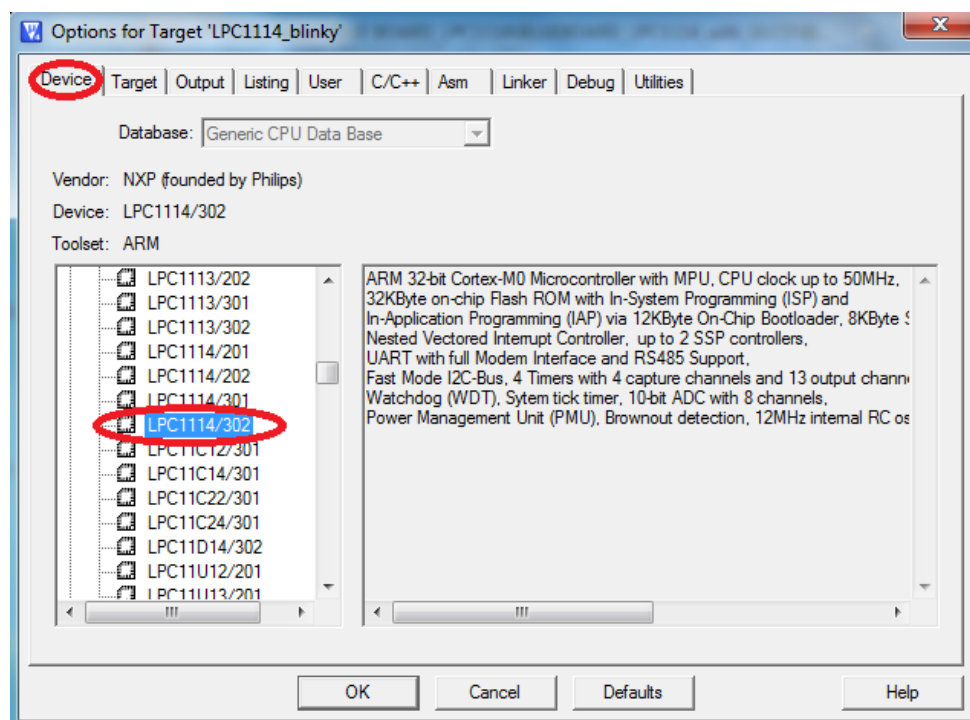 Options for Target 'LPC1114_blinky'
Device Target Output Listing User C/C++ Asm Linker Debug Utilities
Database: Generic CPU Data Base
Vendor: NXP (founded by Philips)
Device: LPC1114/302
Toolset: ARM
LPC1113/202
LPC1113/301
LPC1113/302
LPC1114/201
LPC1114/202
LPC1114/301
LPC1114/302
LPC11C12/301
LPC11C14/301
LPC11C22/301
LPC11C24/301
LPC11D14/302
LPC11U12/201
LPC11U13/201
ARM 32-bit Cortex-M0 Microcontroller with MPU, CPU clock up to 50MHz,
32KByte on-chip Flash ROM with In-System Programming (ISP) and
In-Application Programming (IAP) via 12KByte On-Chip Bootloader, 8KByte
Nested Vectored Interrupt Controller, up to 2 SSP controllers,
UART with full Modem Interface and RS485 Support,
Fast Mode I2C-Bus, 4 Timers with 4 capture channels and 13 output
Watchdog (WDT), Sytem tick timer, 10-bit ADC with 8 channels,
Power Management Unit (PMU), Brownout detection, 12MHz internal RC
OK Cancel Defaults Help